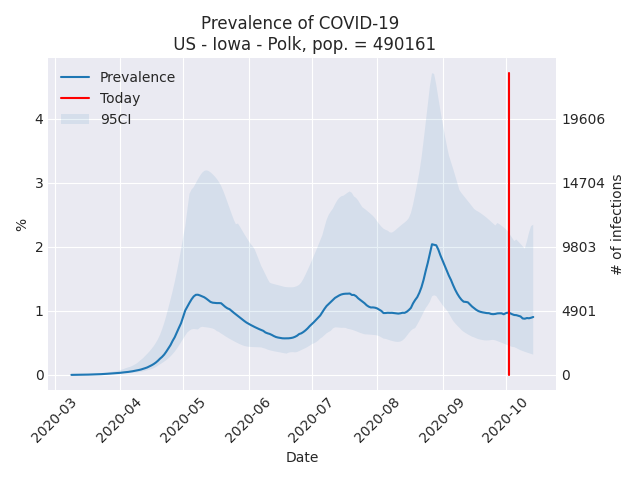 Prevalence of COVID-19
US - Iowa - Polk, pop. = 490161
Prevalence
Today
95CI
4
3
2
1
0
%
19606
14704
9803
4901
0
# of infections
2020-03
2020-04
2020-05
2020-06
2020-07
2020-08
2020-09
2020-10
Date